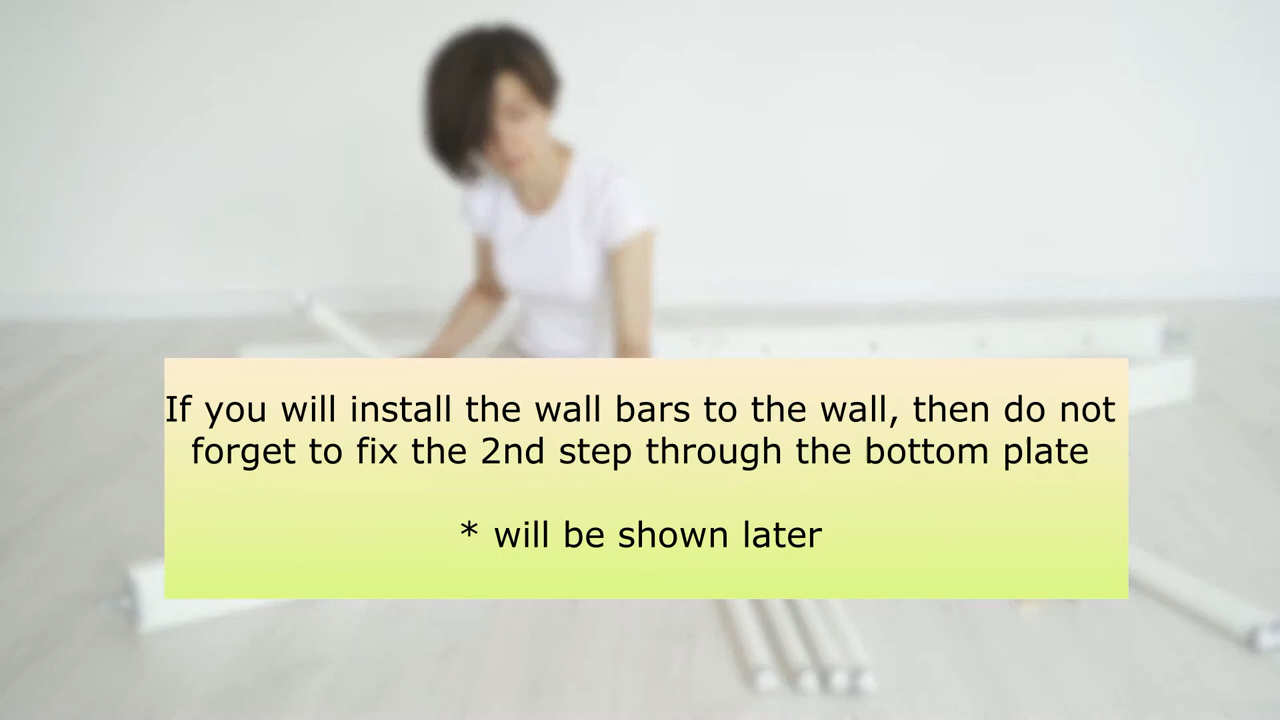 If you will install the wall bars to the wall, then do not
forget to fix the 2nd step through the bottom plate
* will be shown later